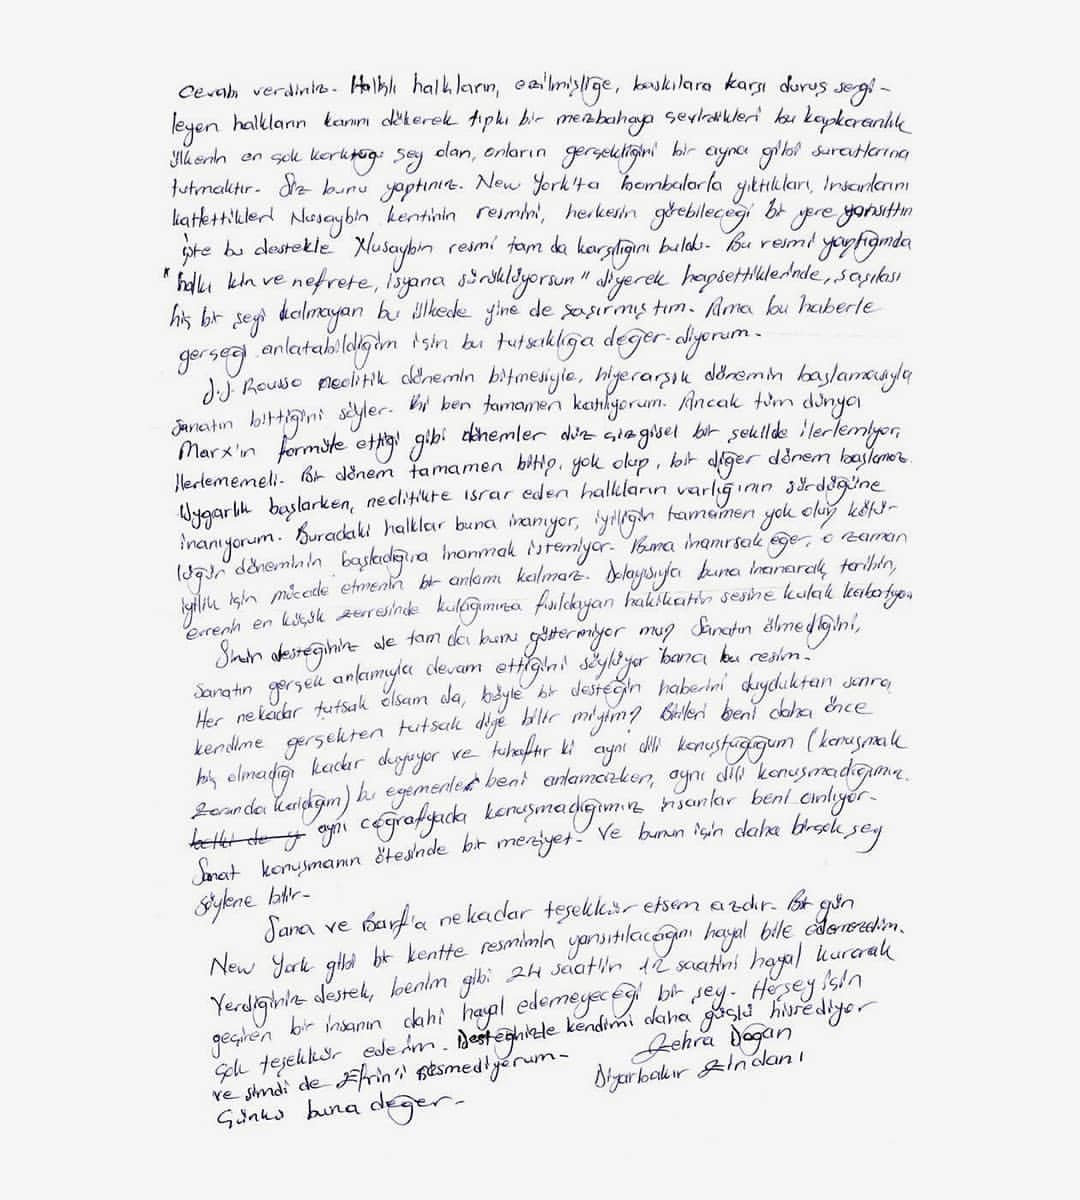 cevabı verdiniz. Haklı halkların, ezilmişliğe, baskılara karşı duruş sergi-
leyen halkların kanını dökerek tıpkı bir mezbahaya çevirdikleri bu kapkaranlık
ülkenin en çok korktuğu şey olan, onların gerçekliğini bir ayna gibi suratlarına
tutmaktır. Siz bunu yaptınız. New York'ta bombalarla yıktıkları, insanlarını
katlettikleri Nusaybin kentinin resmini, herkesin görebileceği bir yere yansıttın
işte bu destekle Nusaybin resmi tam da karşılığını buldu. Bu resmi yaptığımda
"halkı kin ve nefrete, isyana sürüklüyorsun" diyerek hapsettiklerinde, şaşılası
hiç bir şeyi kalmayan bu ülkede yine de şaşırmıştım. Ama bu haberle
gerçeği anlatabildiğim için bu tutsaklığa değer diyorum.
J.J. Rousso neolitik dönemin bitmesiyle, hiyerarşik dönemin başlamasıyla
sanatın bittiğini söyler. Ki ben tamamen katılıyorum. Ancak tüm dünya
Marx'ın formüle ettiği gibi dönemler düz çizgisel bir şekilde ilerlemiyor,
ilerlememeli. Bir dönem tamamen bitip, yok olup, bir diğer dönem başlamaz.
Uygarlık başlarken, neolitikte ısrar eden halkların varlığının sürdüğüne
inanıyorum. Buradaki halklar buna inanıyor, iyiliğin tamamen yok olup kötü-
lüğün döneminin başladığına inanmak istemiyor. Buna inanırsak eğer, o zaman
iyilik için mücade etmenin bir anlamı kalmaz. Dolayısıyla buna inanarak tarihin,
evrenin en küçük zerresinde kulağımıza fısıldayan hakikatin sesine kulak kabartıyor
Sizin desteğiniz de tam da bunu göstermiyor mu? Sanatın ölmediğini,
sanatın gerçek anlamıyla devam ettiğini söylüyor bana bu resim.
Her nekadar tutsak olsam da, böyle bir desteğin haberini duyduktan sonra,
kendime gerçekten tutsak diye bilir miyim? Birileri beni daha önce
hiç olmadığı kadar duyuyor ve tuhaftır ki aynı dili konuştuğugum (konuşmak
zorunda kaldığım) bu egemenler beni anlamazken, aynı dili konuşmadığımız,
belki de y aynı coğrafyada konuşmadığımız insanlar beni anlıyor.
Sanat konuşmanın ötesinde bir meziyet. Ve bunun için daha birçok şey
söylene bilir.
Sana ve Borf'a nekadar teşekkür etsem azdır. Bir gün
New York gibi bir kentte resmimin yansıtılacağını hayal bile edemezdim.
Verdiğiniz destek, benim gibi 24 saatin 12 saatini hayal kurarak
geçiren bir insanın dahi hayal edemeyeceği bir şey. Herşey için
çok teşekkür ederim. Desteğinizle kendimi daha güçlü hissediyor
ve şimdi de Efrin'i resmediyorum.
Çünkü buna değer.
Zehra Doğan
Diyarbakır Zindanı